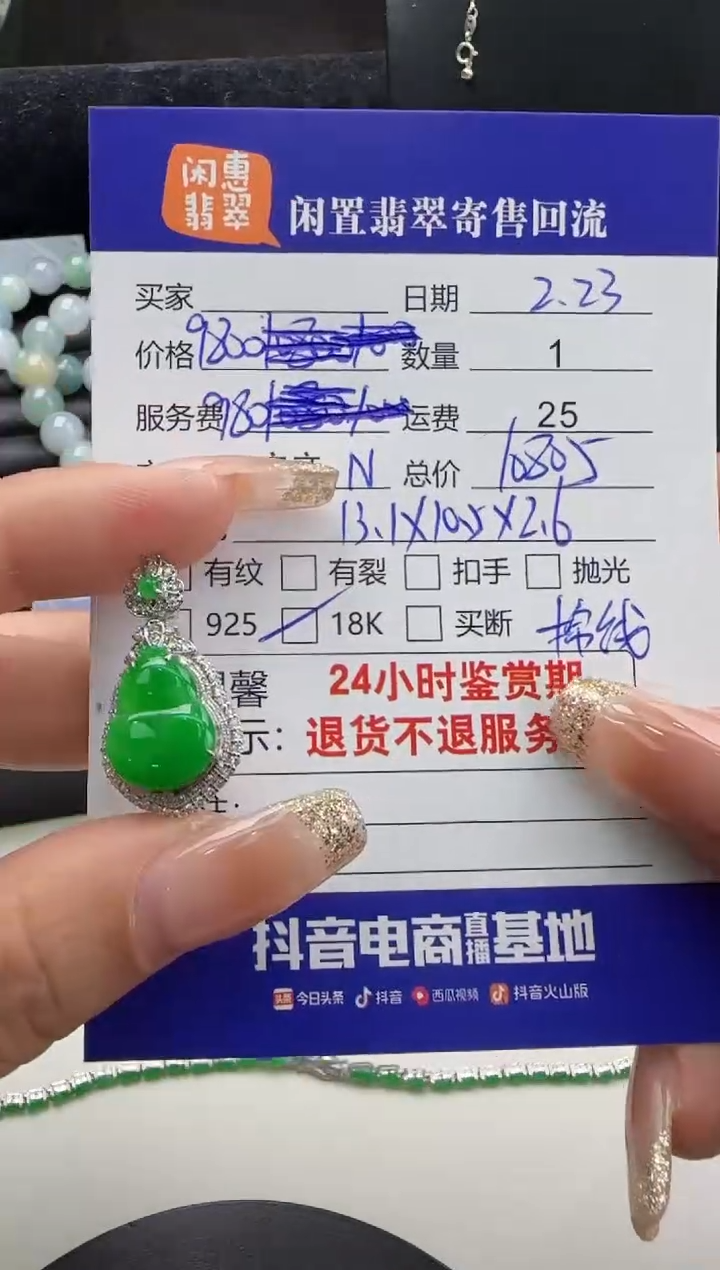 闲惠
翡翠
闲置翡翠寄售回流
买家 日期 2.23
价格 9800 数量 1
服务费 980 运费 25
N 总价 10805
13.1X10.5X2.6
有纹 有裂 扣手 抛光
925 18K 买断 棉线
馨 24小时鉴赏期
示： 退货不退服务
抖音电商直播基地
头条 今日头条 抖音 西瓜视频 抖音火山版